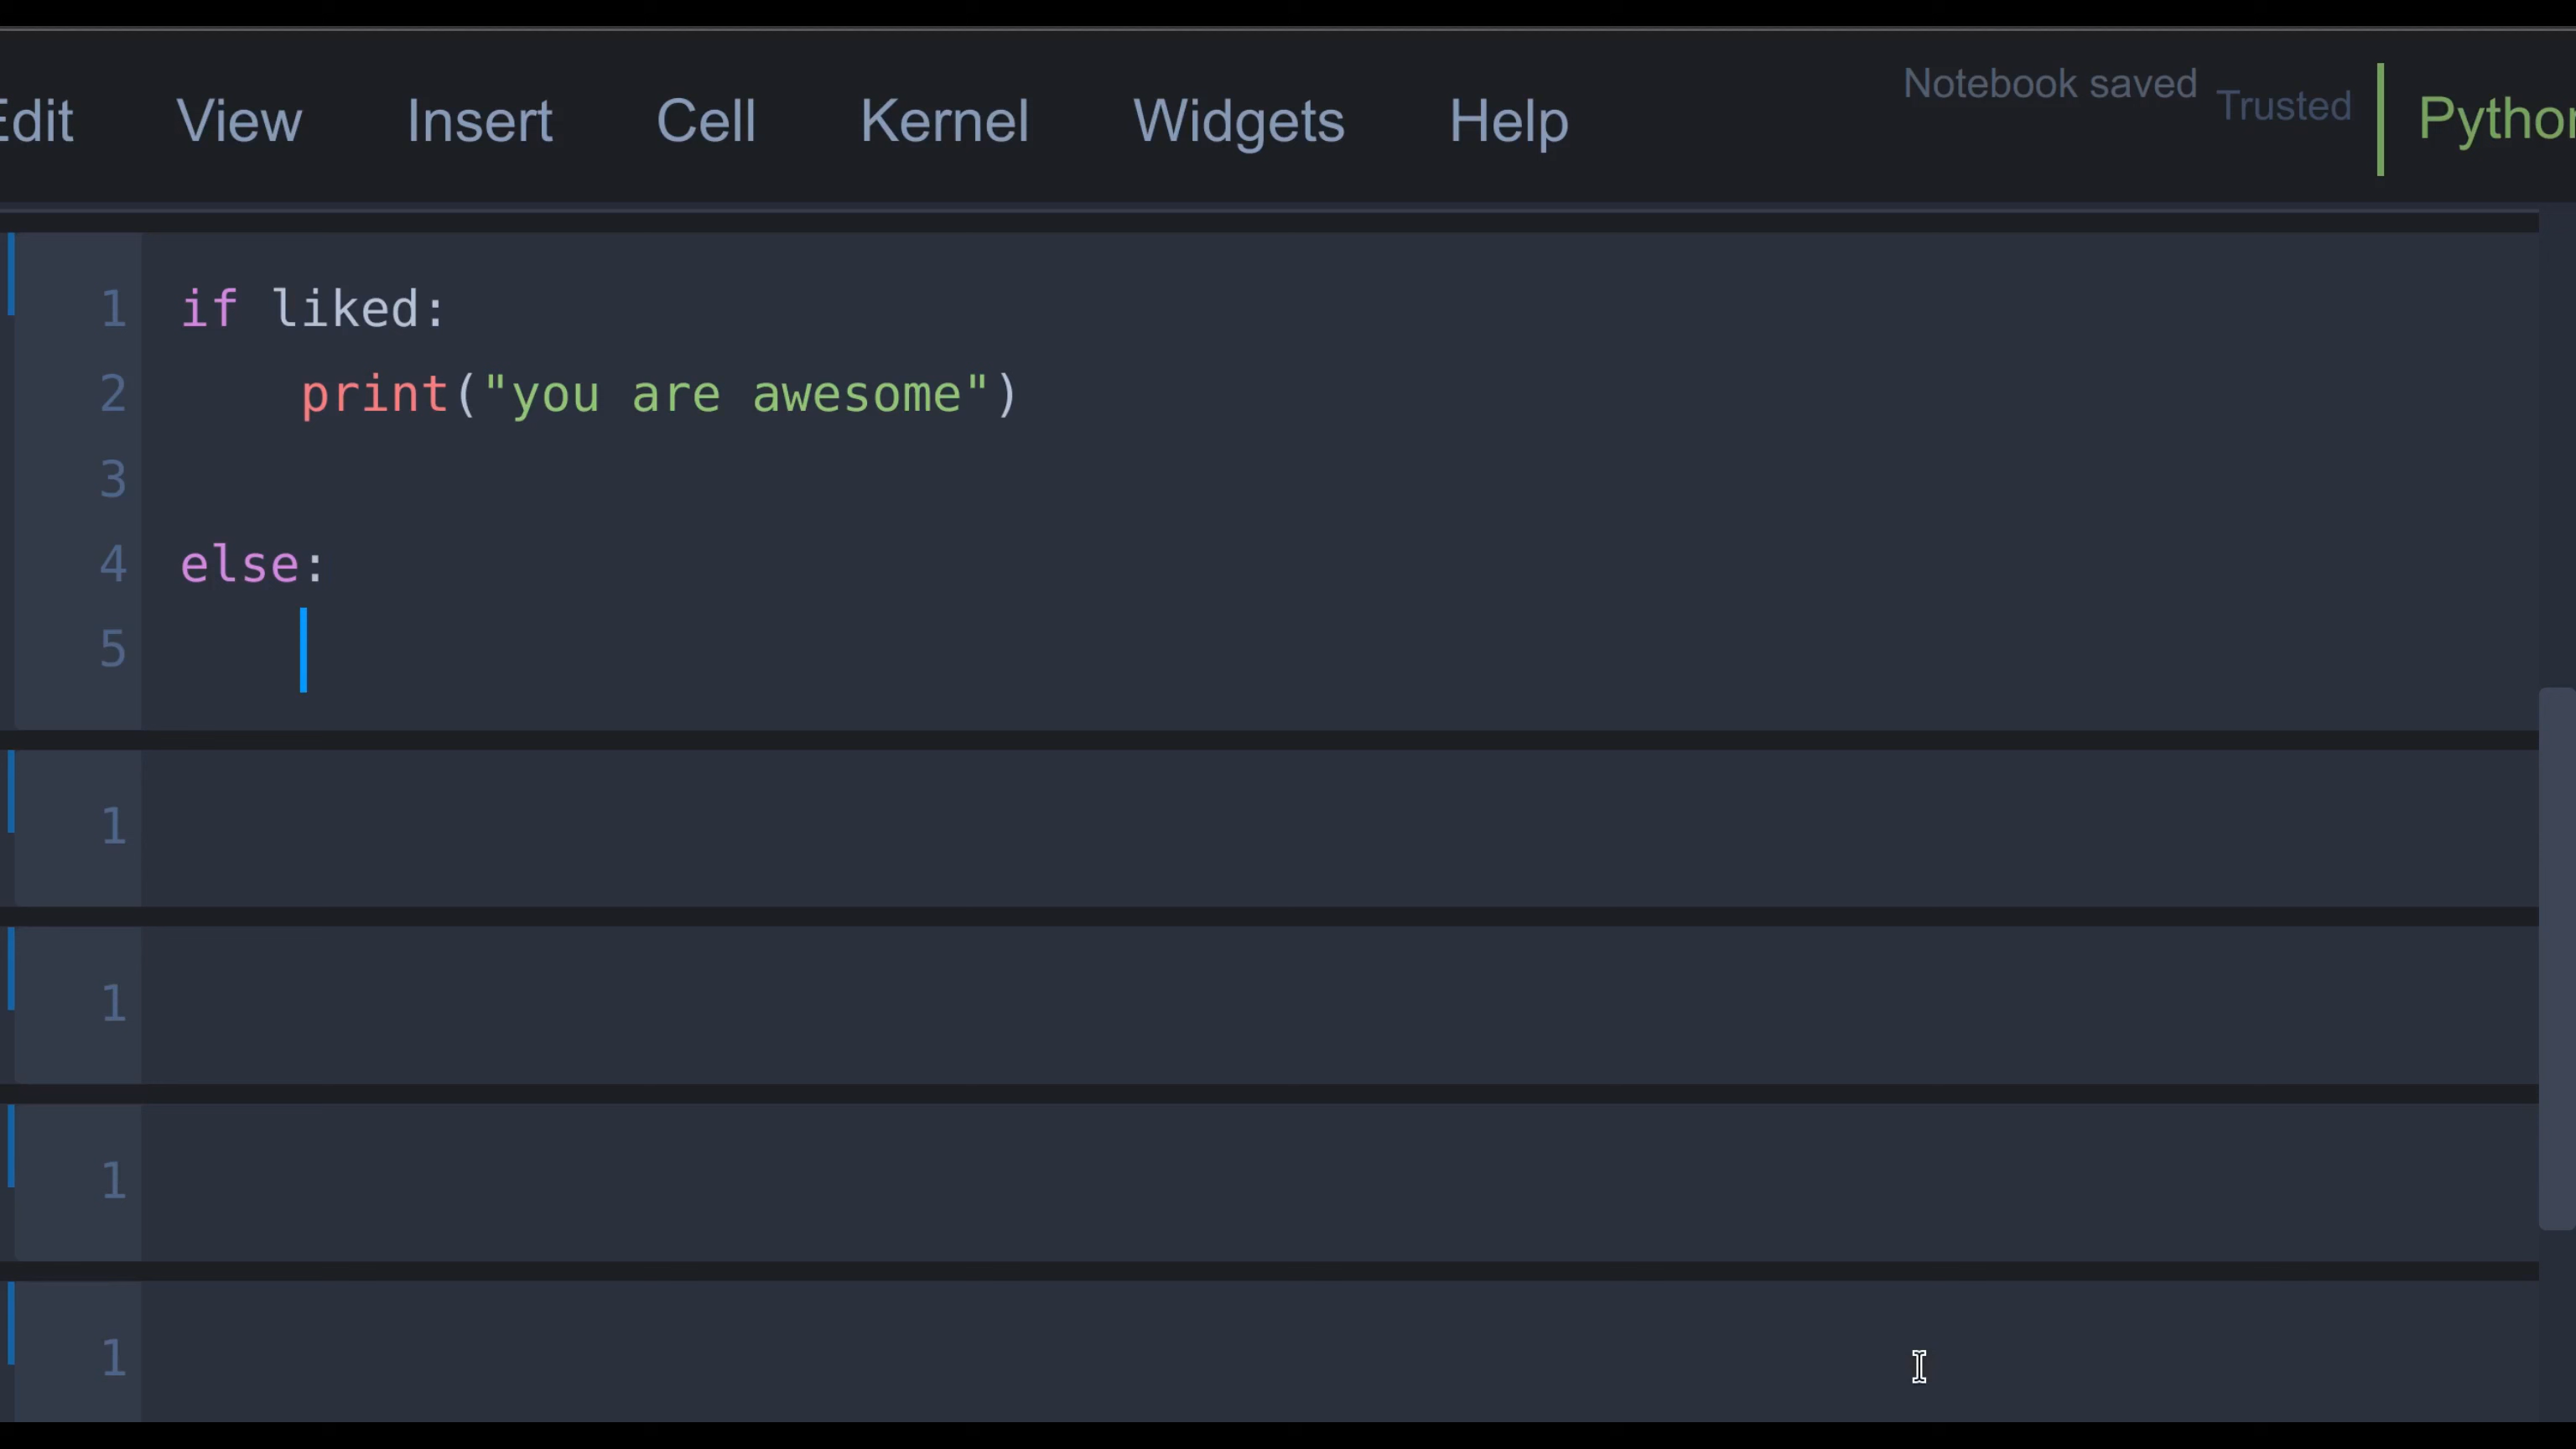 Edit View Insert Cell Kernel Widgets Help Notebook saved Trusted Python
1 if liked:
2     print("you are awesome")
3
4 else:
5
1
1
1
1